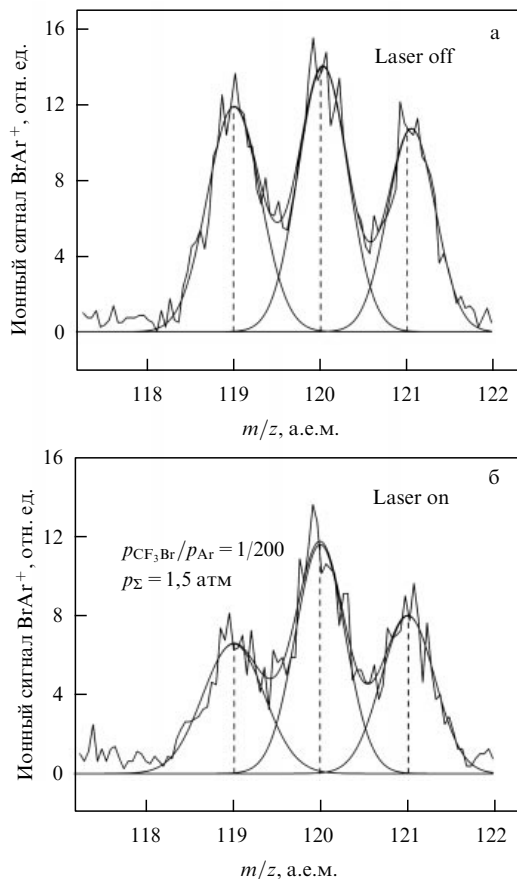 16
а
Laser off
12
8
4
0
Ионный сигнал BrAr⁺, отн. ед.
118 119 120 121 122
m/z, а.е.м.
16
б
Laser on
12
p_CF₃Br/p_Ar = 1/200
p_Σ = 1,5 атм
8
4
0
Ионный сигнал BrAr⁺, отн. ед.
118 119 120 121 122
m/z, а.е.м.